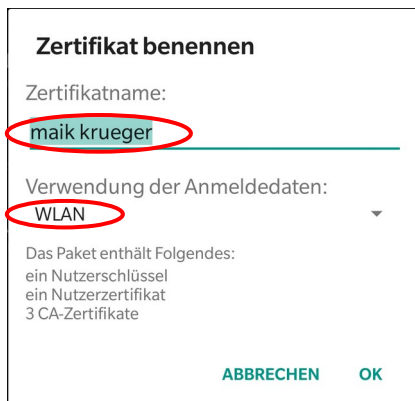 Zertifikat benennen
Zertifikatname:
maik krueger
Verwendung der Anmeldedaten:
WLAN
Das Paket enthält Folgendes:
ein Nutzerschlüssel
ein Nutzerzertifikat
3 CA-Zertifikate
ABBRECHEN OK